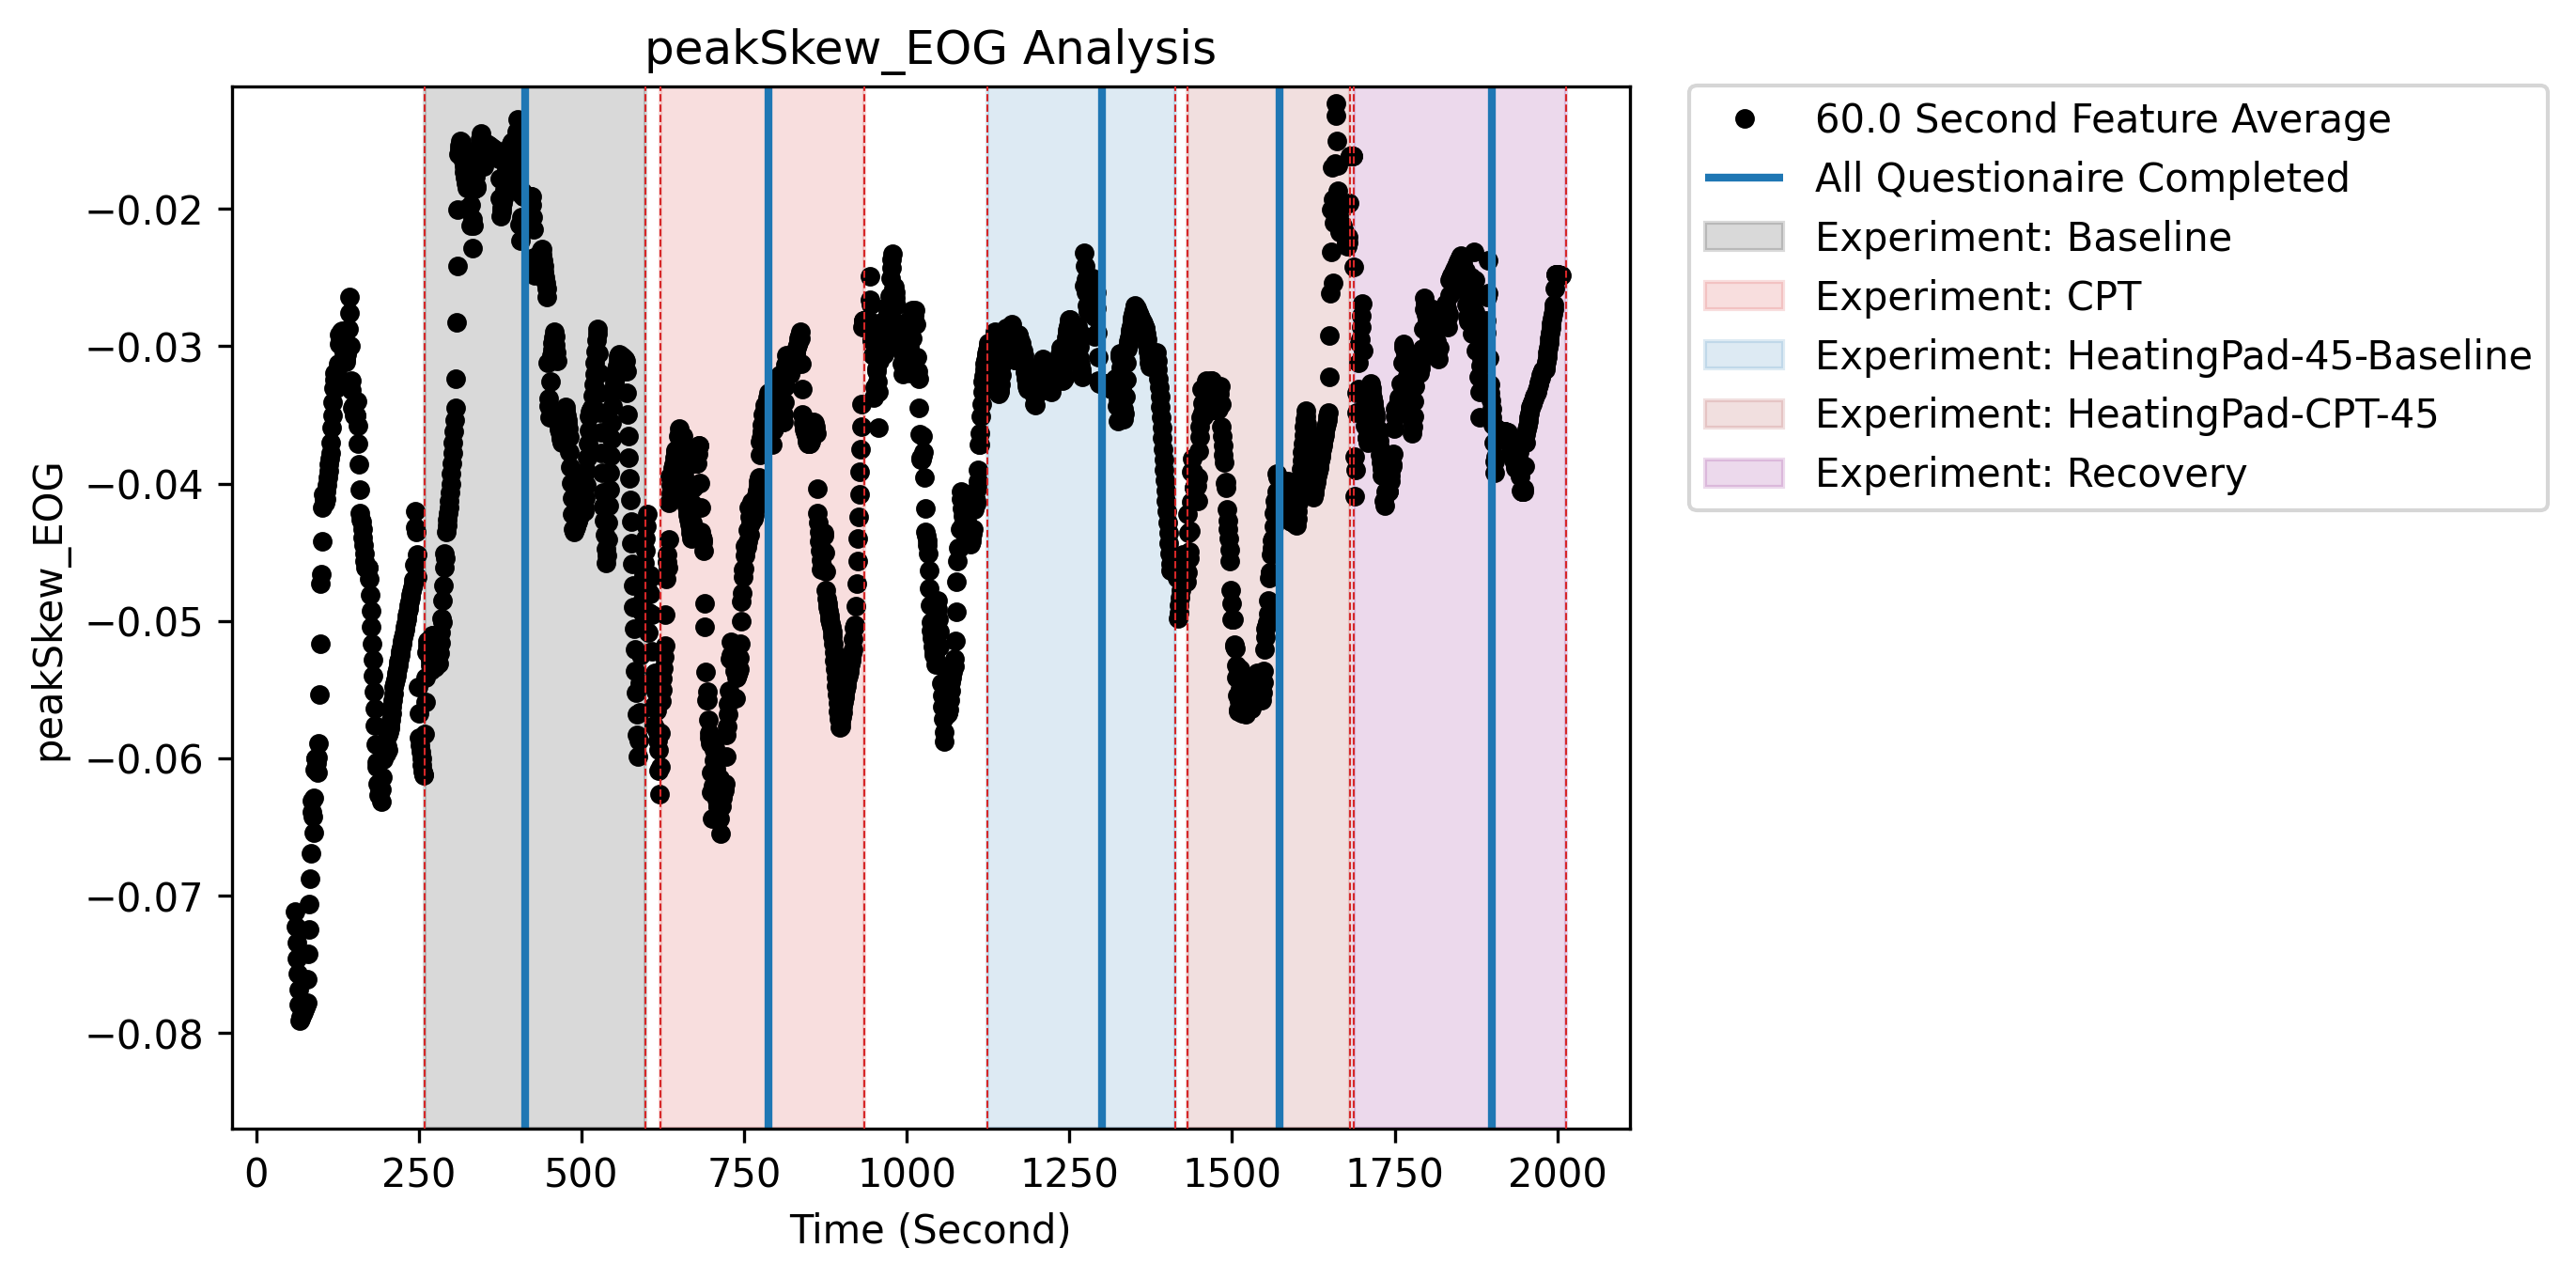 peakSkew_EOG Analysis
peakSkew_EOG
−0.02
−0.03
−0.04
−0.05
−0.06
−0.07
−0.08
0 250 500 750 1000 1250 1500 1750 2000
Time (Second)
60.0 Second Feature Average
All Questionaire Completed
Experiment: Baseline
Experiment: CPT
Experiment: HeatingPad-45-Baseline
Experiment: HeatingPad-CPT-45
Experiment: Recovery